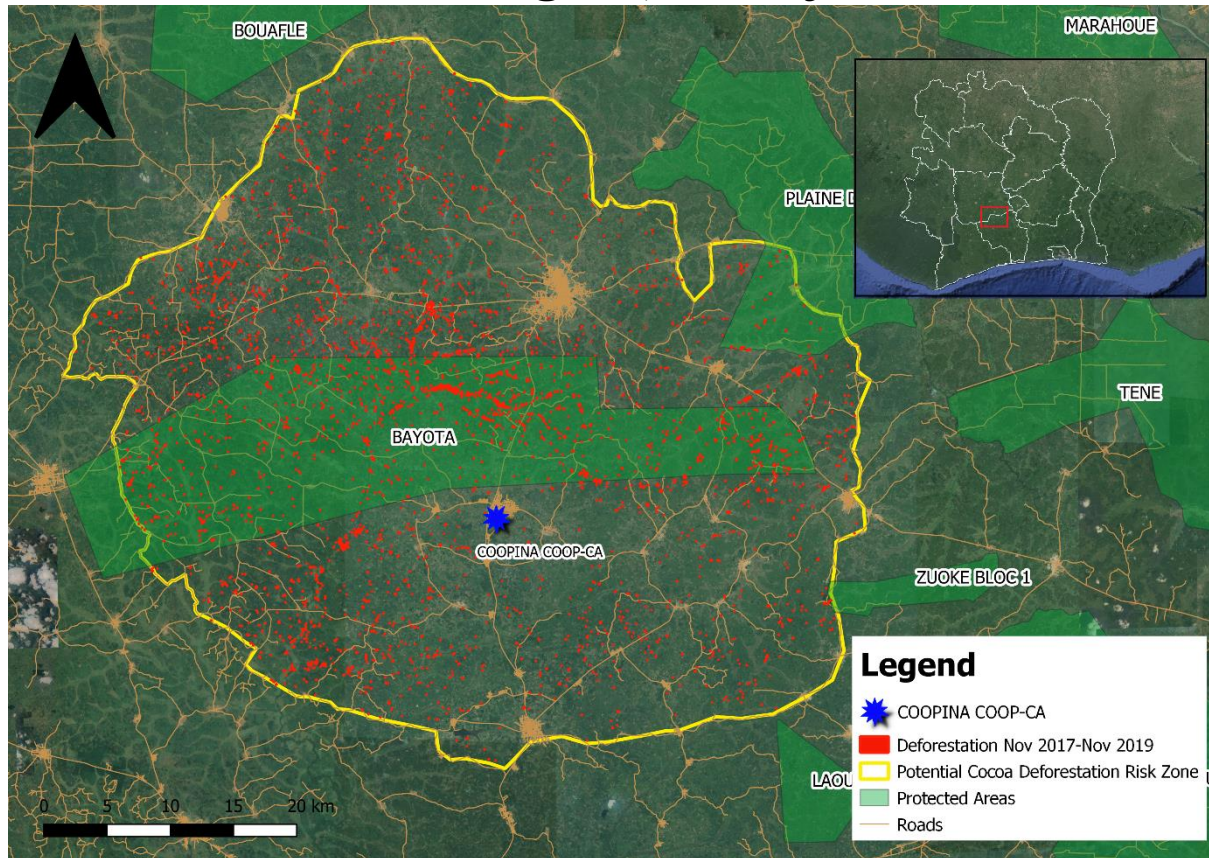 BOUAFLE
MARAHOUE
PLAINE D
TENE
BAYOTA
COOPINA COOP-CA
ZUOKE BLOC 1
LAOU
Legend
COOPINA COOP-CA
Deforestation Nov 2017-Nov 2019
Potential Cocoa Deforestation Risk Zone
Protected Areas
Roads
0 5 10 15 20 km